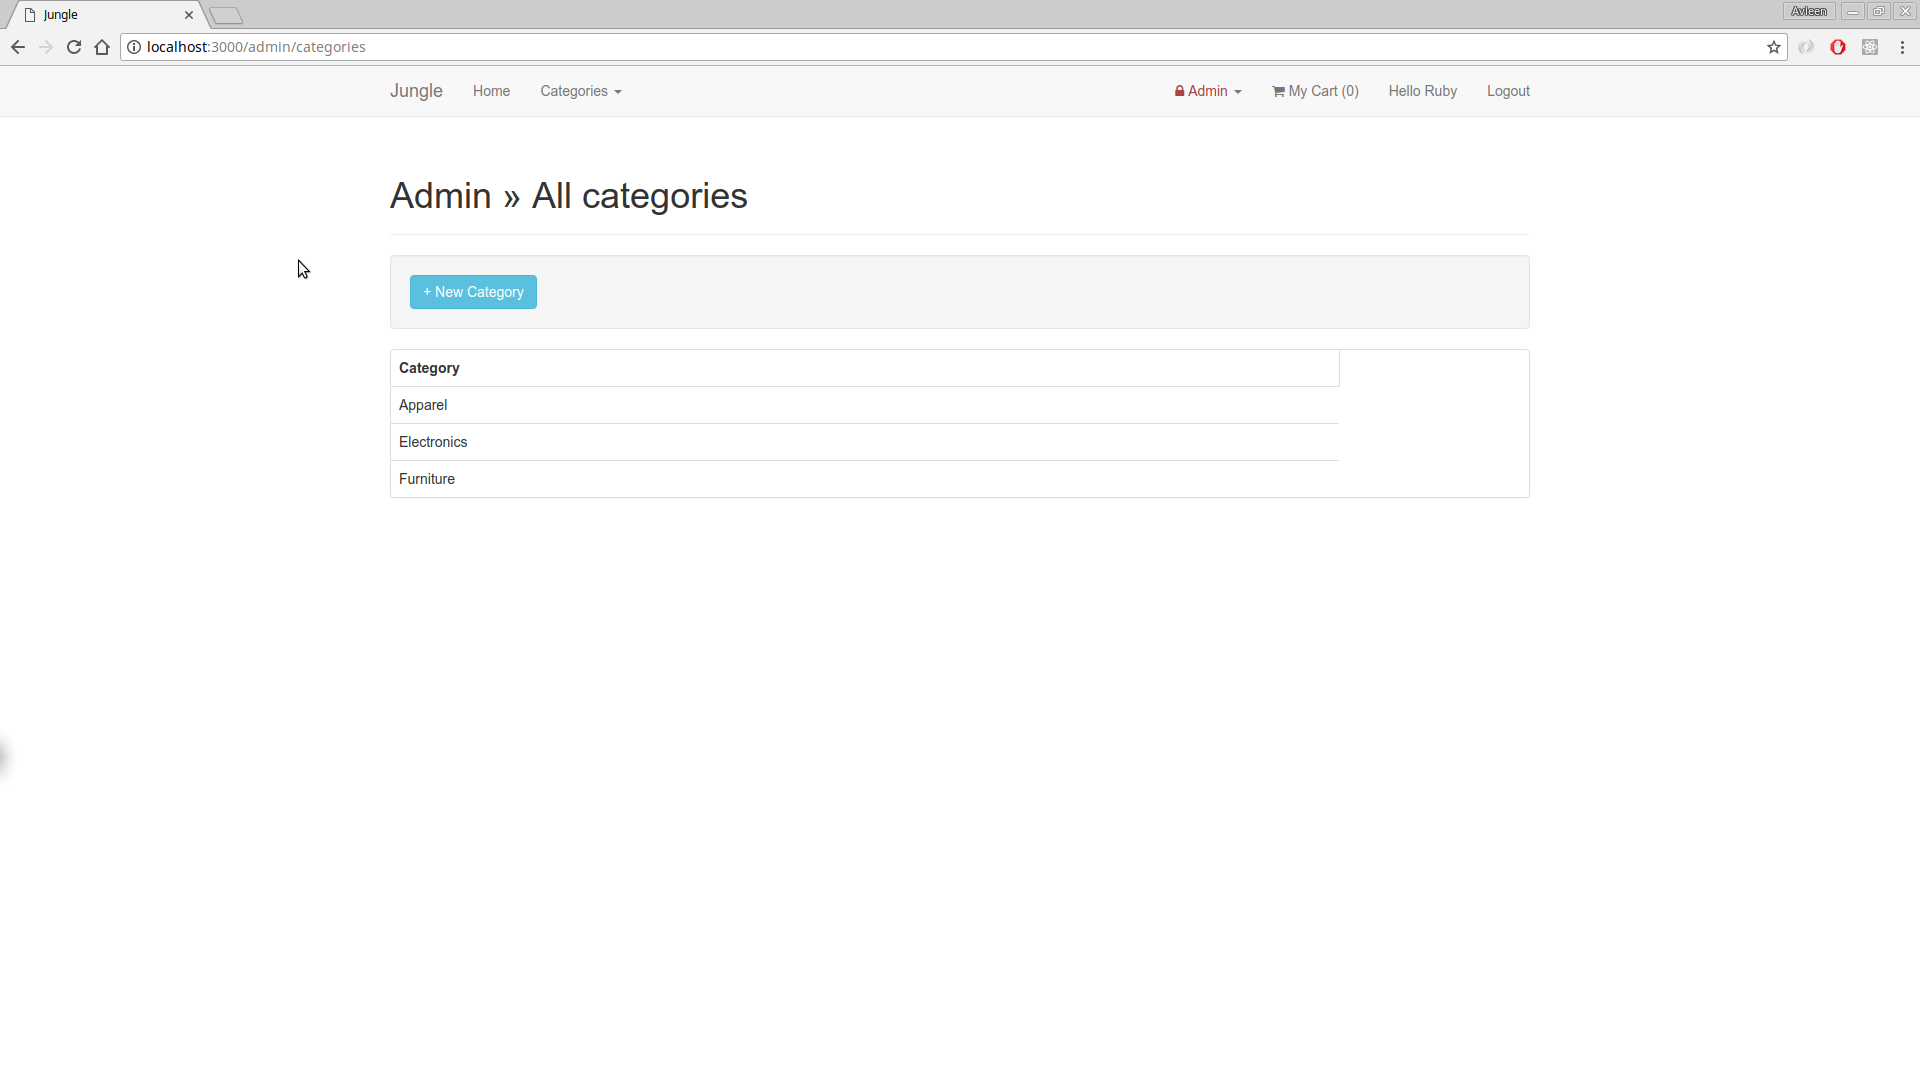 Jungle
Avleen
localhost:3000/admin/categories
Jungle Home Categories Admin My Cart (0) Hello Ruby Logout
Admin » All categories
+ New Category
Category
Apparel
Electronics
Furniture